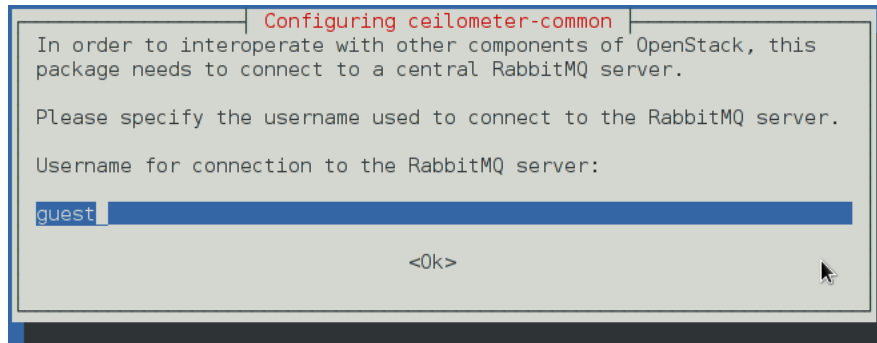 Configuring ceilometer-common
In order to interoperate with other components of OpenStack, this
package needs to connect to a central RabbitMQ server.
Please specify the username used to connect to the RabbitMQ server.
Username for connection to the RabbitMQ server:
guest_
<Ok>